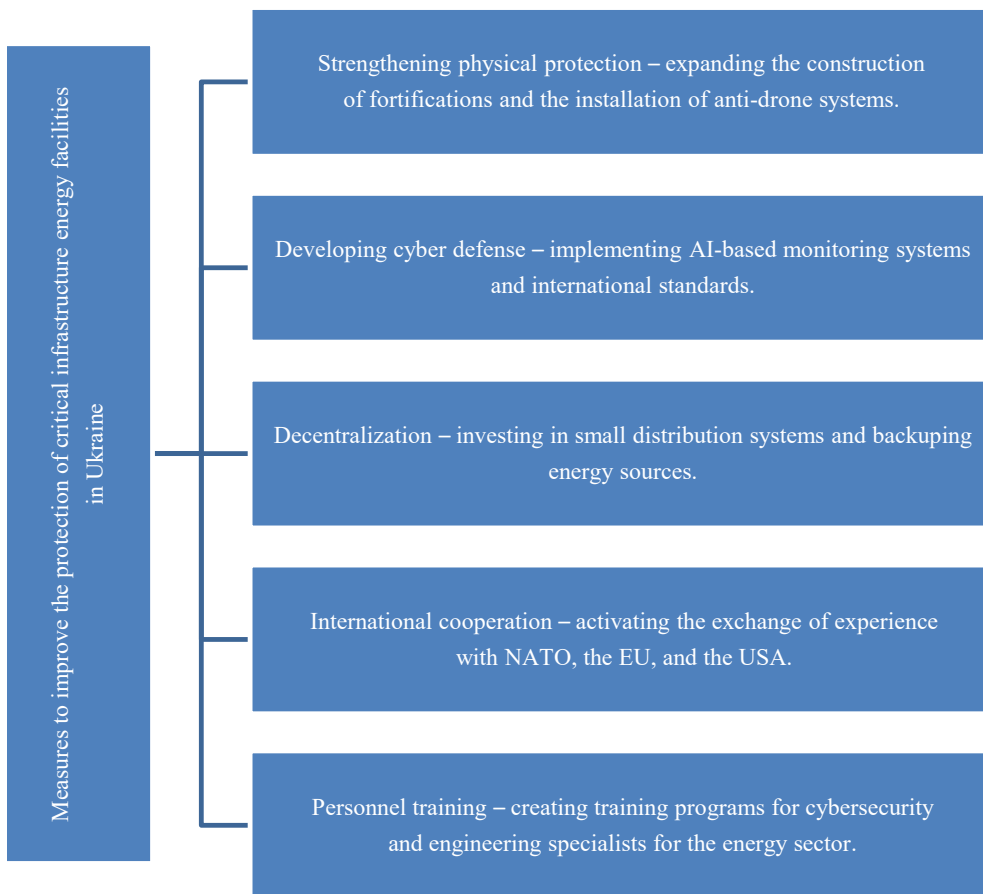 Measures to improve the protection of critical infrastructure energy facilities
in Ukraine
Strengthening physical protection – expanding the construction
of fortifications and the installation of anti-drone systems.
Developing cyber defense – implementing AI-based monitoring systems
and international standards.
Decentralization – investing in small distribution systems and backuping
energy sources.
International cooperation – activating the exchange of experience
with NATO, the EU, and the USA.
Personnel training – creating training programs for cybersecurity
and engineering specialists for the energy sector.